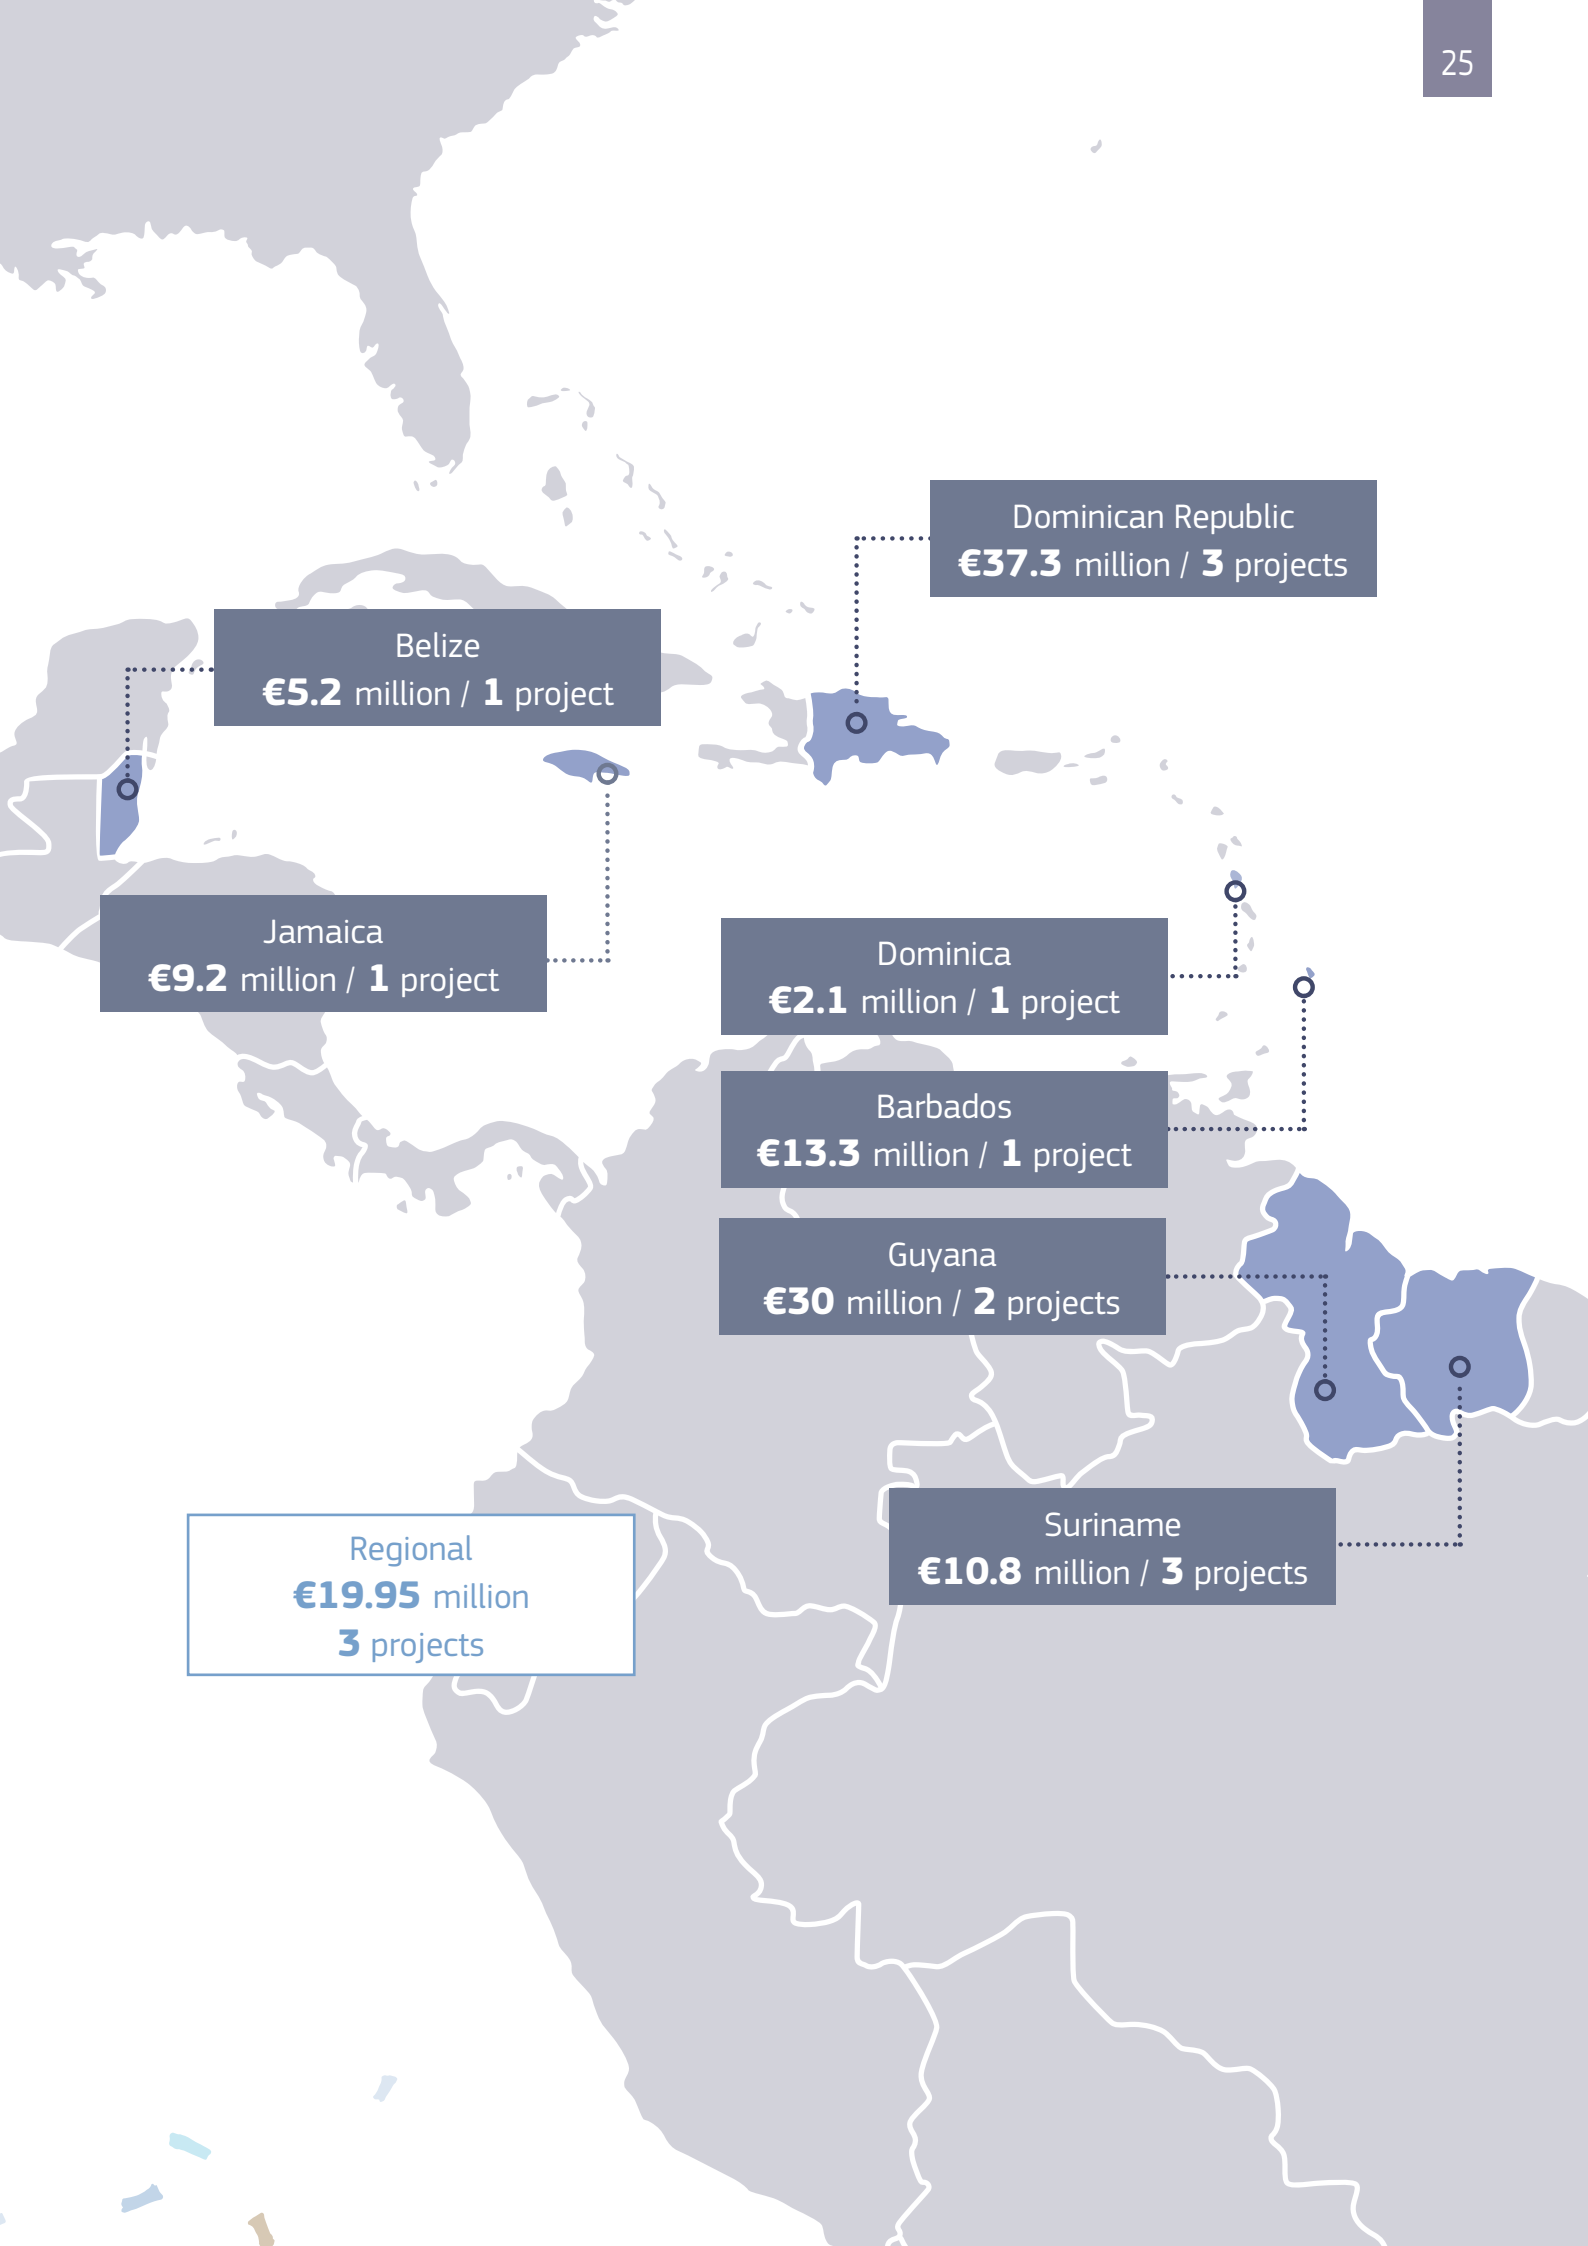 25
Dominican Republic
€37.3 million / 3 projects
Belize
€5.2 million / 1 project
Jamaica
€9.2 million / 1 project
Dominica
€2.1 million / 1 project
Barbados
€13.3 million / 1 project
Guyana
€30 million / 2 projects
Suriname
€10.8 million / 3 projects
Regional
€19.95 million
3 projects